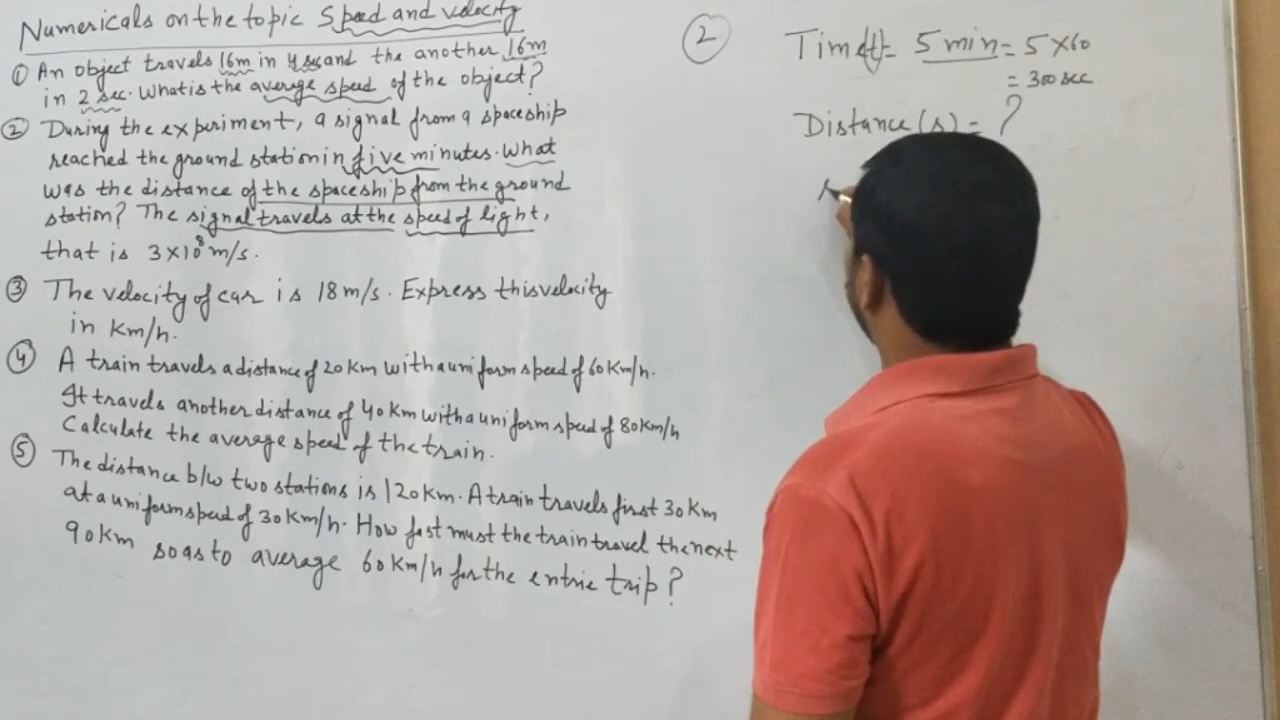 Numericals on the topic Speed and velocity
① An object travels 16m in 4 sec and the another 16m
in 2 sec. What is the average speed of the object?
② During the experiment, a signal from a spaceship
reached the ground station in five minutes. What
was the distance of the spaceship from the ground
station? The signal travels at the speed of light,
that is 3×10⁸ m/s.
③ The velocity of car is 18 m/s. Express this velocity
in Km/h.
④ A train travels a distance of 20 Km with a uniform speed of 60 Km/h.
It travels another distance of 40 Km with a uniform speed of 80 Km/h
Calculate the average speed of the train.
⑤ The distance b/w two stations is 120 Km. A train travels first 30 Km
at a uniform speed of 30 Km/h. How fast must the train travel the next
90 Km so as to average 60 Km/h for the entrie trip?
② Time(t)= 5 min = 5×60
= 300 sec
Distance (s) = ?